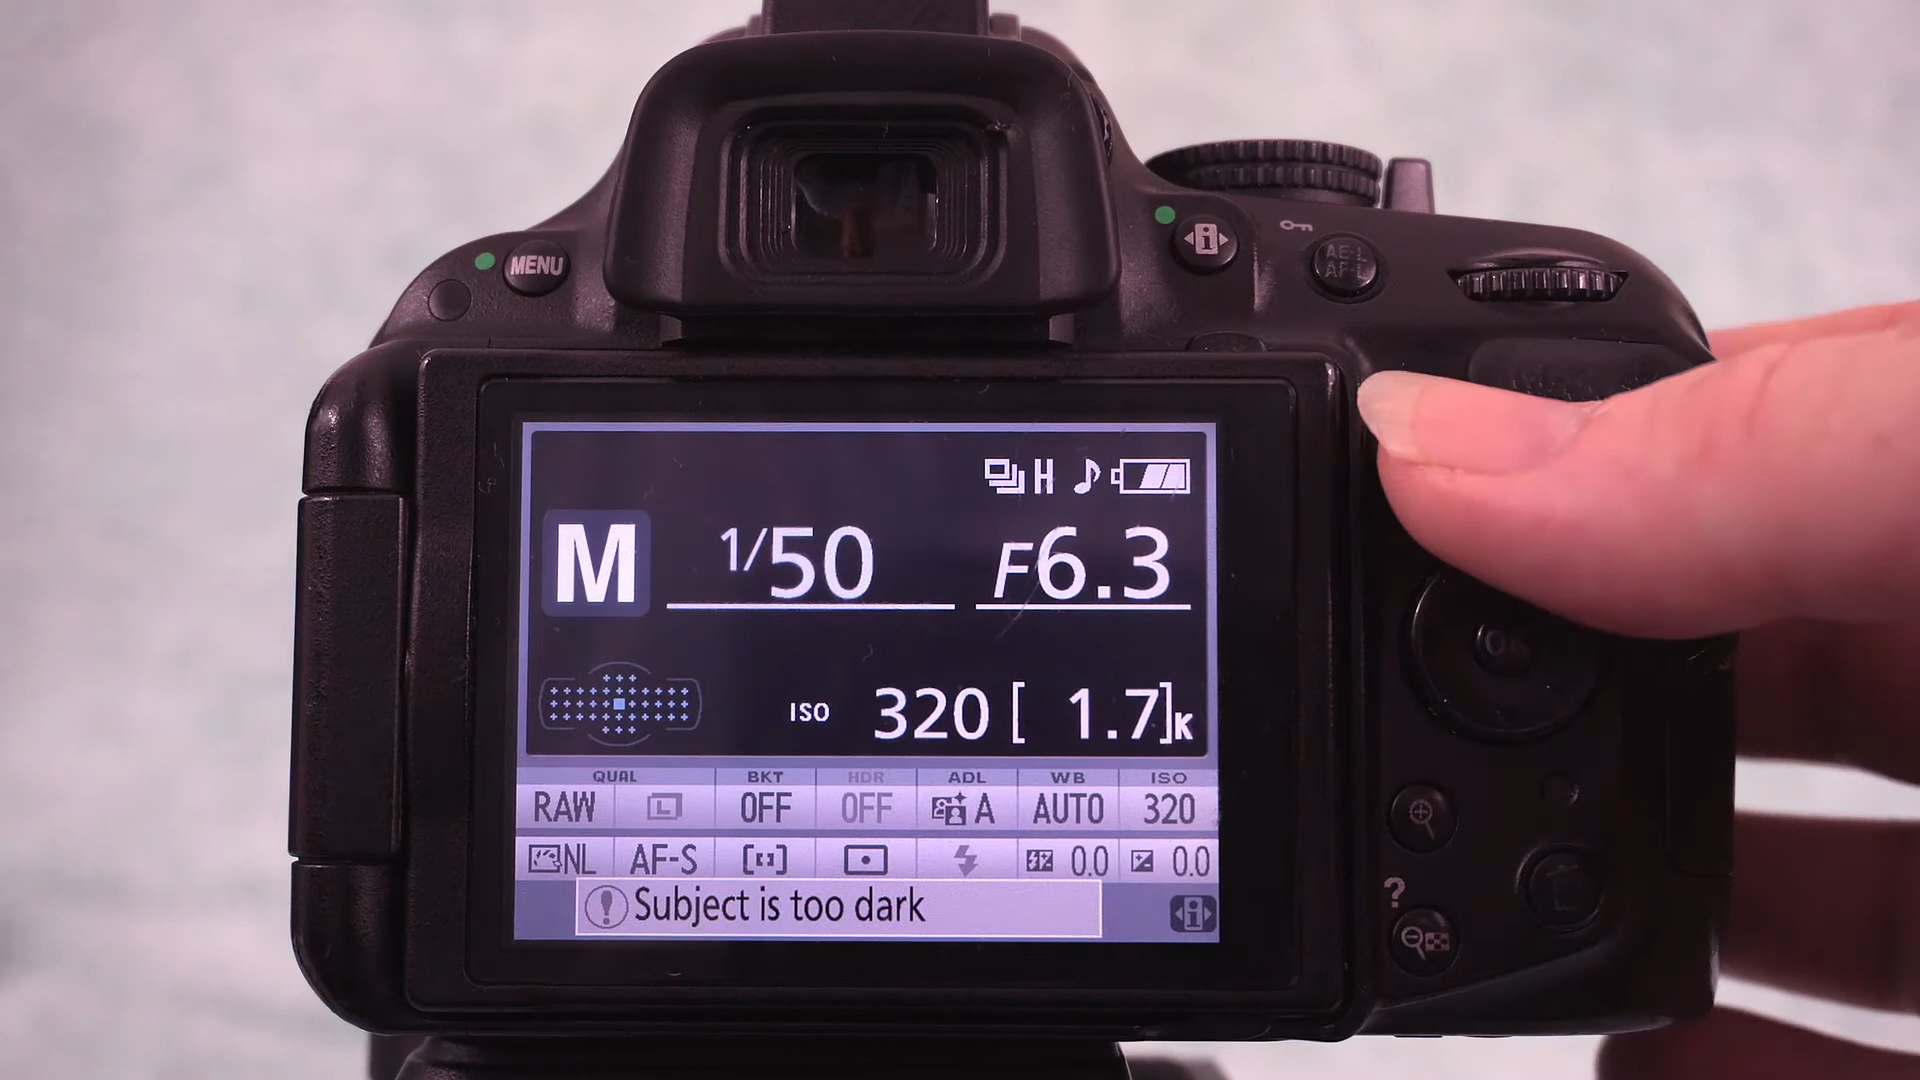 MENU
i
AE-L
AF-L
H
M 1/50 F6.3
ISO 320 [ 1.7]K
QUAL BKT HDR ADL WB ISO
RAW L OFF OFF A AUTO 320
NL AF-S 0.0 0.0
! Subject is too dark
i
OK
?